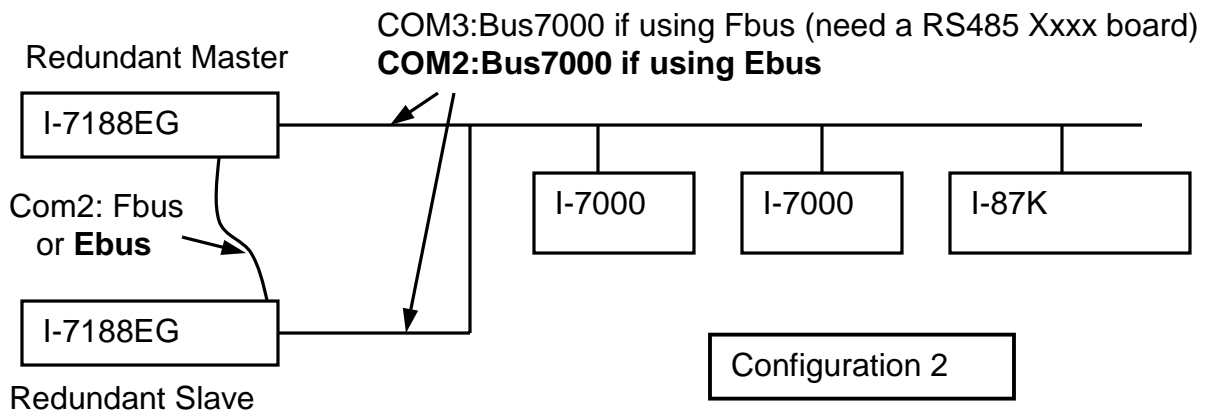 COM3:Bus7000 if using Fbus (need a RS485 Xxxx board)
COM2:Bus7000 if using Ebus
Redundant Master
I-7188EG
I-7000
I-7000
I-87K
Com2: Fbus
or Ebus
I-7188EG
Redundant Slave
Configuration 2